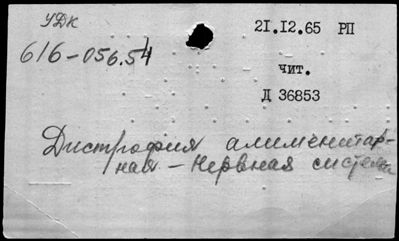 УДК
21.12.65 РП
616-056.54
чит.
Д 36853
Дистрофия алиментар-
ная - Нервная система